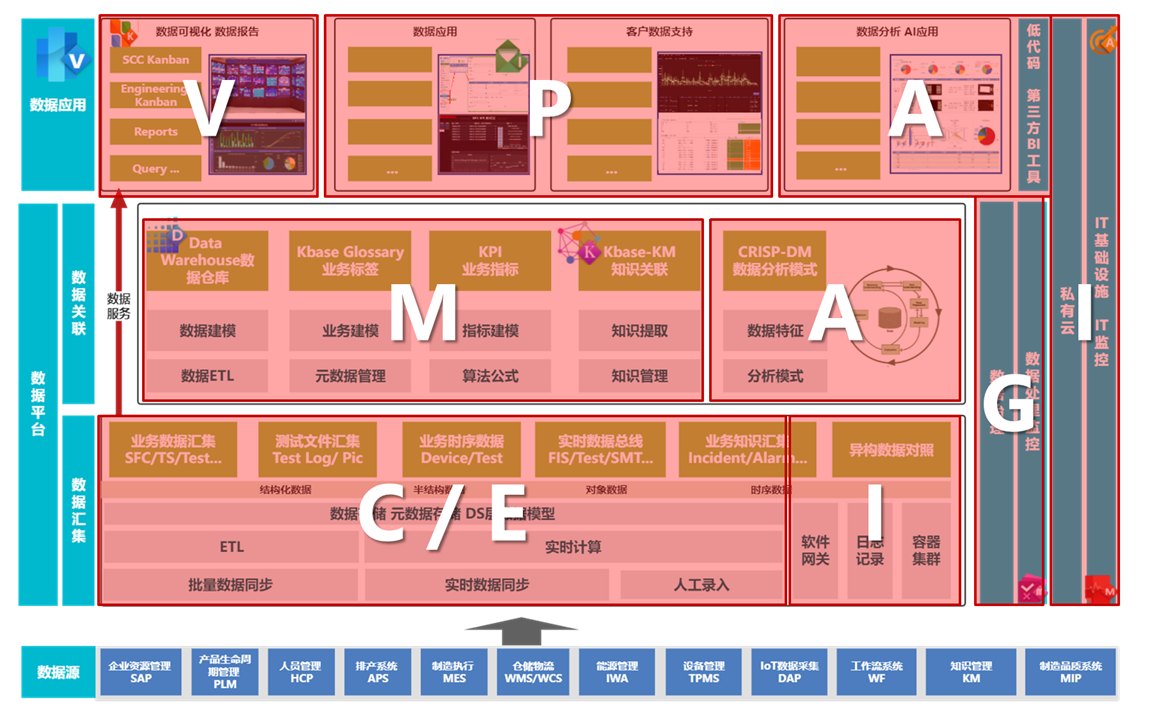 数据可视化 数据报告
数据应用
客户数据支持
数据分析 AI应用
V
数据应用
SCC Kanban
Engineering
Kanban
Reports
Query ...
V
...
P
...
...
A
低代码 第三方BI工具
A
IT基础设施 IT监控
私有云
I
数据平台
数据关联
数据
服务
D
Data
Warehouse数
据仓库
Kbase Glossary
业务标签
KPI
业务指标
K
Kbase-KM
知识关联
CRISP-DM
数据分析模式
M
A
数据建模
业务建模
指标建模
知识提取
数据特征
数据ETL
元数据管理
算法公式
知识管理
分析模式
数据处理监控
G
数据汇集
业务数据汇集
SFC/TS/Test...
测试文件汇集
Test Log/ Pic
业务时序数据
Device/Test
实时数据总线
FIS/Test/SMT...
业务知识汇集
Incident/Alarm...
异构数据对照
结构化数据
半结构数据
对象数据
时序数据
元数据存储 DS层
C / E
I
ETL
实时计算
软件
网关
日志
记录
容器
集群
批量数据同步
实时数据同步
人工录入
M
数据源
企业资源管理
SAP
产品生命周
期管理
PLM
人员管理
HCP
排产系统
APS
制造执行
MES
仓储物流
WMS/WCS
能源管理
IWA
设备管理
TPMS
IoT数据采集
DAP
工作流系统
WF
知识管理
KM
制造品质系统
MIP